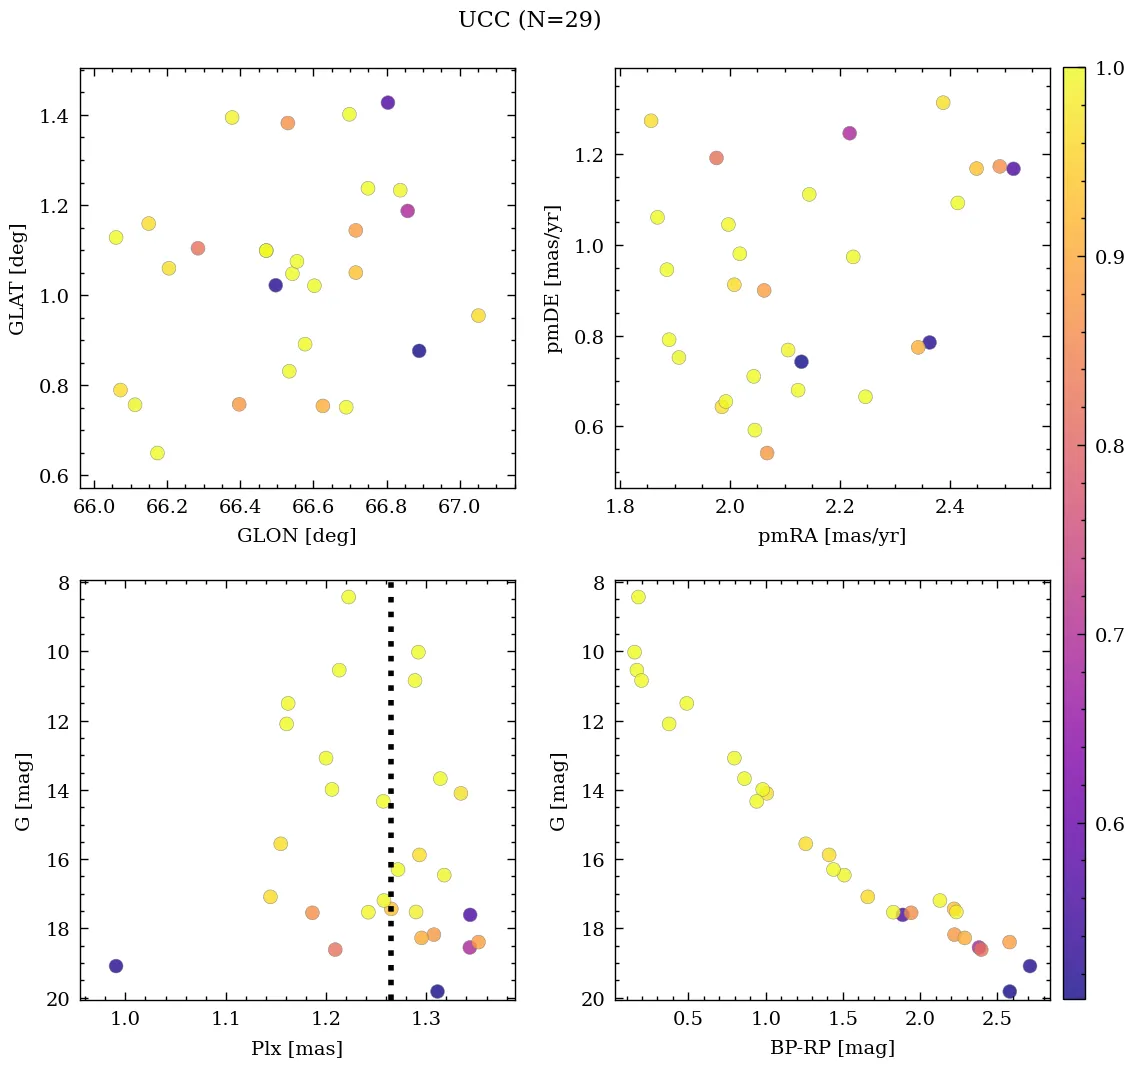 UCC (N=29)
1.4
1.2
1.0
0.8
0.6
GLAT [deg]
66.0 66.2 66.4 66.6 66.8 67.0
GLON [deg]
1.2
1.0
0.8
0.6
pmDE [mas/yr]
1.8 2.0 2.2 2.4
pmRA [mas/yr]
1.0
0.9
0.8
0.7
0.6
8
10
12
14
16
18
20
G [mag]
1.0 1.1 1.2 1.3
Plx [mas]
8
10
12
14
16
18
20
G [mag]
0.5 1.0 1.5 2.0 2.5
BP-RP [mag]